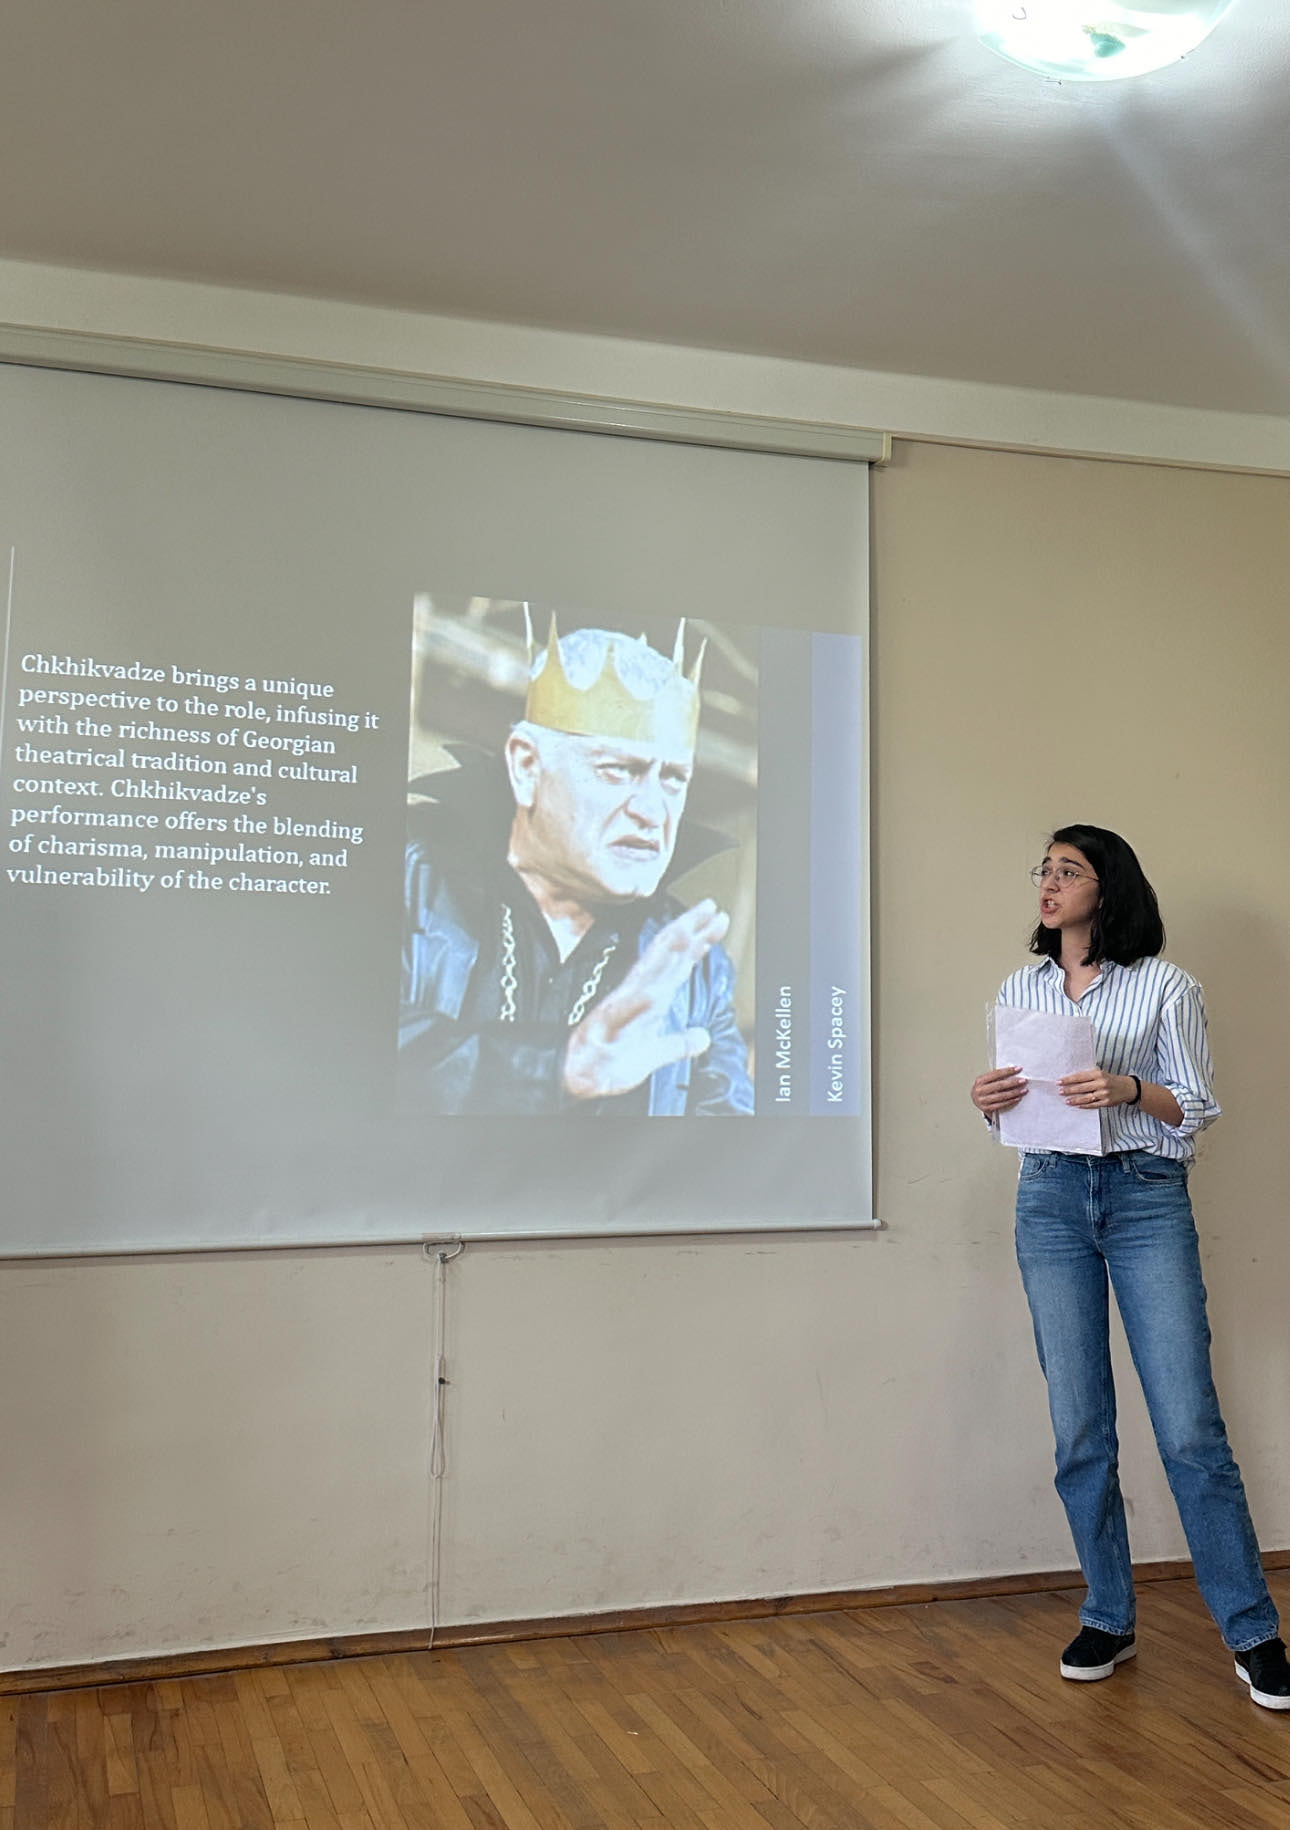 Chkhikvadze brings a unique
perspective to the role, infusing it
with the richness of Georgian
theatrical tradition and cultural
context. Chkhikvadze's
performance offers the blending
of charisma, manipulation, and
vulnerability of the character.
Ian McKellen
Kevin Spacey